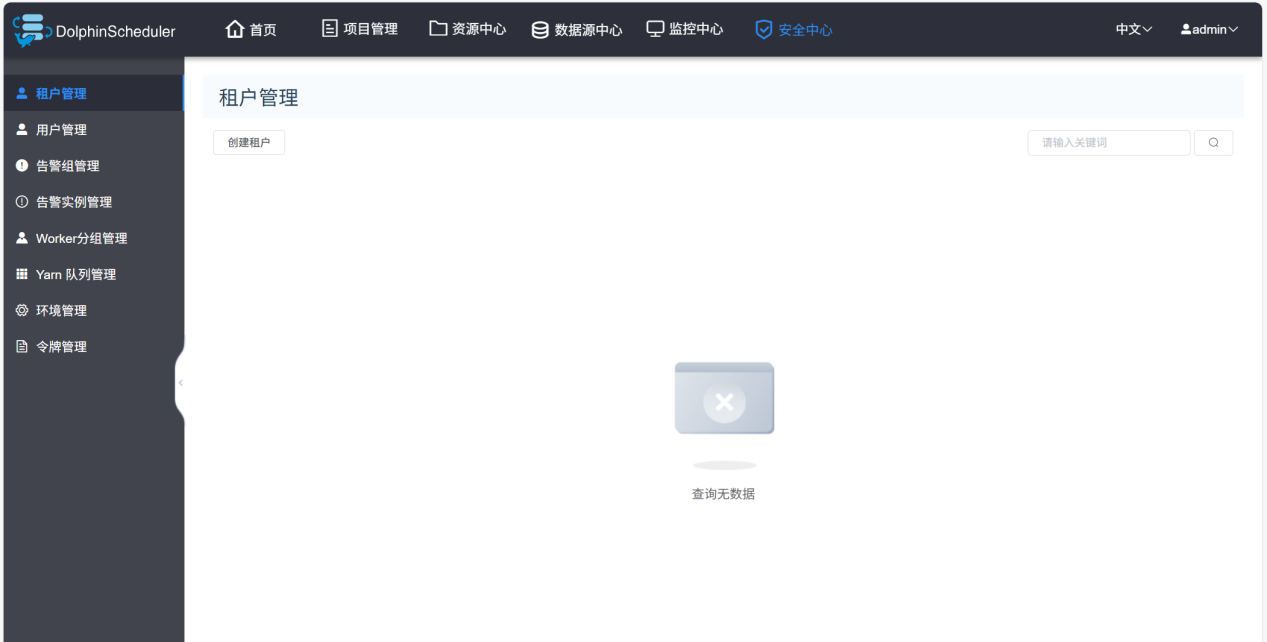 DolphinScheduler 首页 项目管理 资源中心 数据源中心 监控中心 安全中心 中文 admin
租户管理
用户管理
告警组管理
告警实例管理
Worker分组管理
Yarn 队列管理
环境管理
令牌管理
租户管理
创建租户 请输入关键词
查询无数据